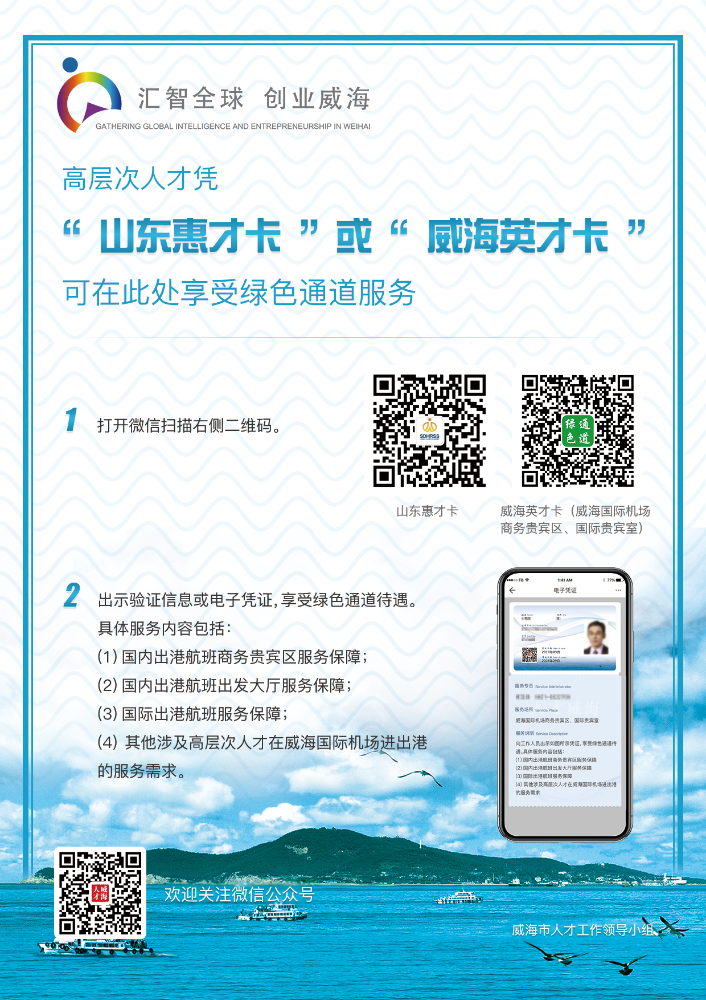 汇智全球 创业威海
GATHERING GLOBAL INTELLIGENCE AND ENTREPRENEURSHIP IN WEIHAI
高层次人才凭
“山东惠才卡”或“威海英才卡”
可在此处享受绿色通道服务
1 打开微信扫描右侧二维码。
SDHRSS
绿通
色道
山东惠才卡
威海英才卡（威海国际机场
商务贵宾区、国际贵宾室）
2 出示验证信息或电子凭证,享受绿色通道待遇。
具体服务内容包括:
(1)国内出港航班商务贵宾区服务保障;
(2)国内出港航班出发大厅服务保障;
(3)国际出港航班服务保障;
(4) 其他涉及高层次人才在威海国际机场进出港
的服务需求。
FB 1:41 AM 77%
电子凭证
2019年09月
2024年09月
服务专员 Service Administrator
服务场所 Service Place
威海国际机场商务贵宾区、国际贵宾室
服务说明 Service Description
向工作人员出示如图所示凭证,享受绿色通道待
遇,具体服务内容包括:
(1)国内出港航班商务贵宾区服务保障
(2)国内出港航班出发大厅服务保障
(3)国际出港航班服务保障
(4) 其他涉及高层次人才在威海国际机场进出港
的服务需求
人威
才海
欢迎关注微信公众号
威海市人才工作领导小组